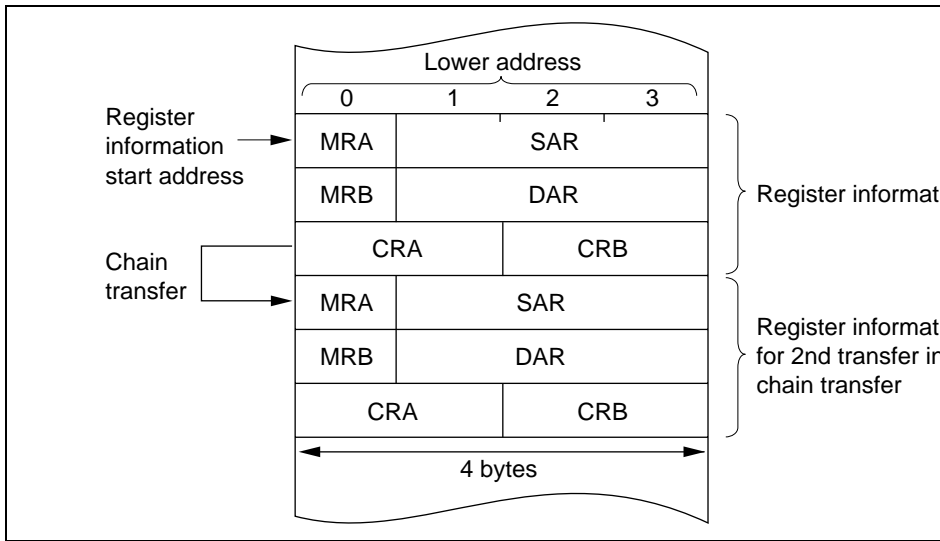 Lower address
0 1 2 3
Register
information
start address
MRA SAR
MRB DAR
Register informat
CRA CRB
Chain
transfer
MRA SAR
MRB DAR
Register informat
for 2nd transfer in
chain transfer
CRA CRB
4 bytes